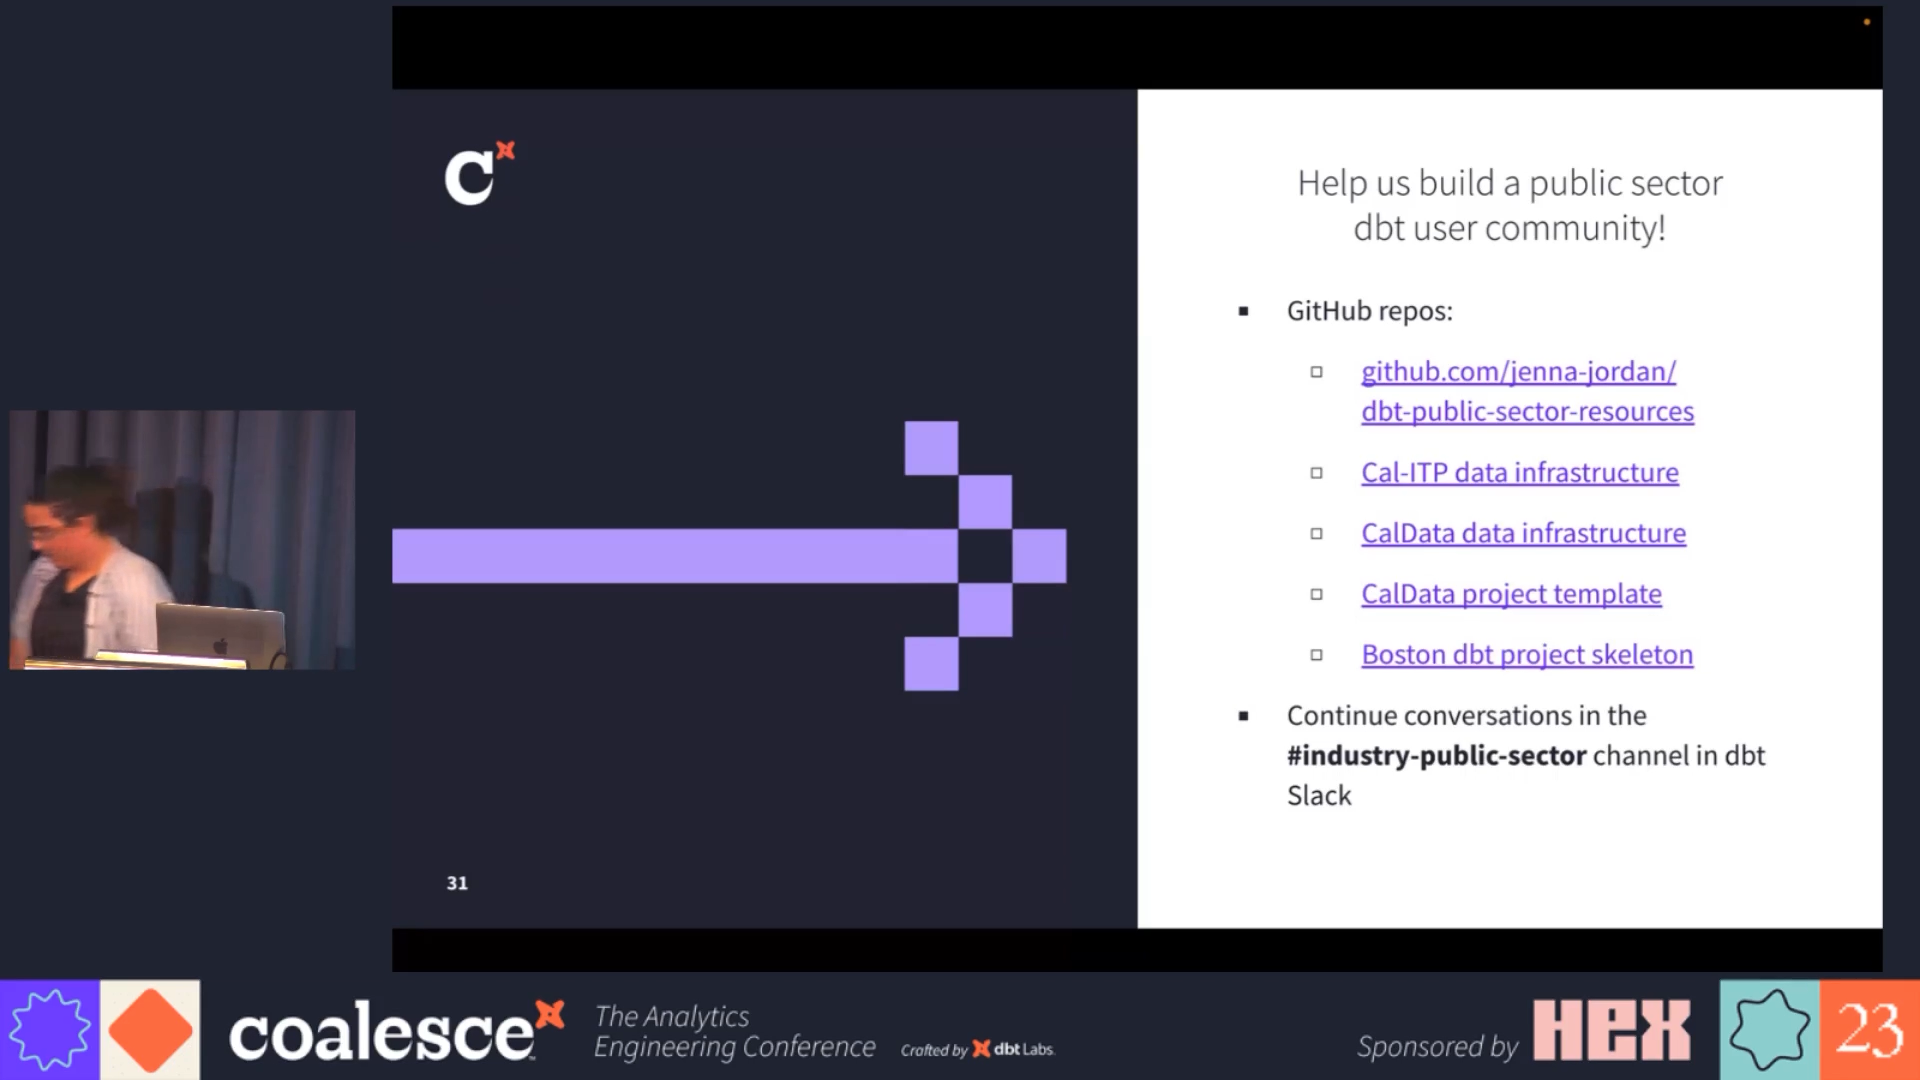 C
Help us build a public sector
dbt user community!
GitHub repos:
github.com/jenna-jordan/
dbt-public-sector-resources
Cal-ITP data infrastructure
CalData data infrastructure
CalData project template
Boston dbt project skeleton
Continue conversations in the
#industry-public-sector channel in dbt
Slack
31
coalesce
The Analytics
Engineering Conference
Crafted by dbt Labs
Sponsored by
HEX
23